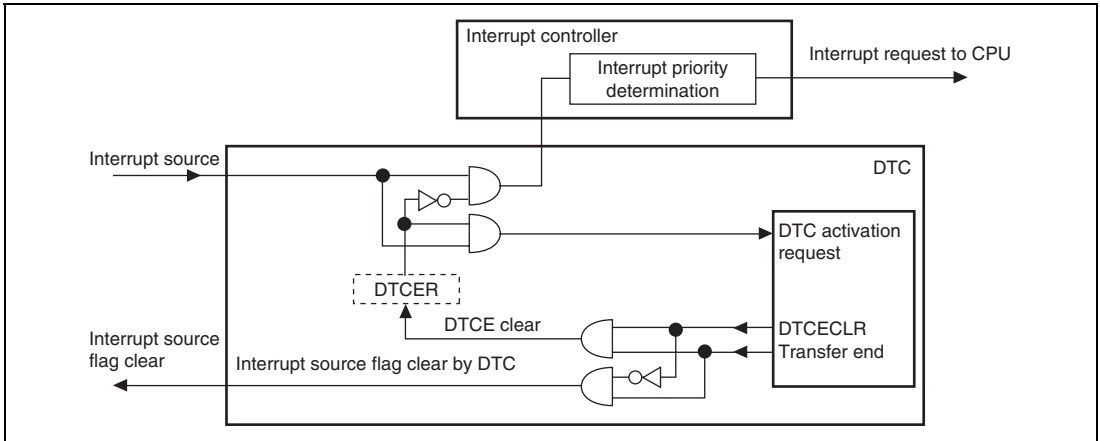 Interrupt controller
Interrupt priority
determination
Interrupt request to CPU
Interrupt source
DTC
DTC activation
request
DTCER
DTCE clear
DTCECLR
Transfer end
Interrupt source
flag clear
Interrupt source flag clear by DTC